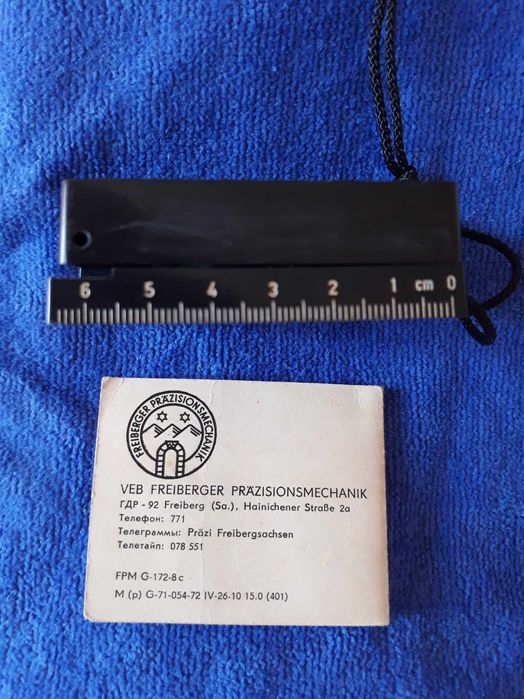 6 5 4 3 2 1 cm 0
FREIBERGER PRÄZISIONSMECHANIK
VEB FREIBERGER PRÄZISIONSMECHANIK
ГДР - 92 Freiberg (Sa.), Hainichener Straße 2a
Телефон: 771
Телеграммы: Präzi Freibergsachsen
Телетайп: 078 551
FPM G-172-8 c
M (p) G-71-054-72 IV-26-10 15.0 (401)